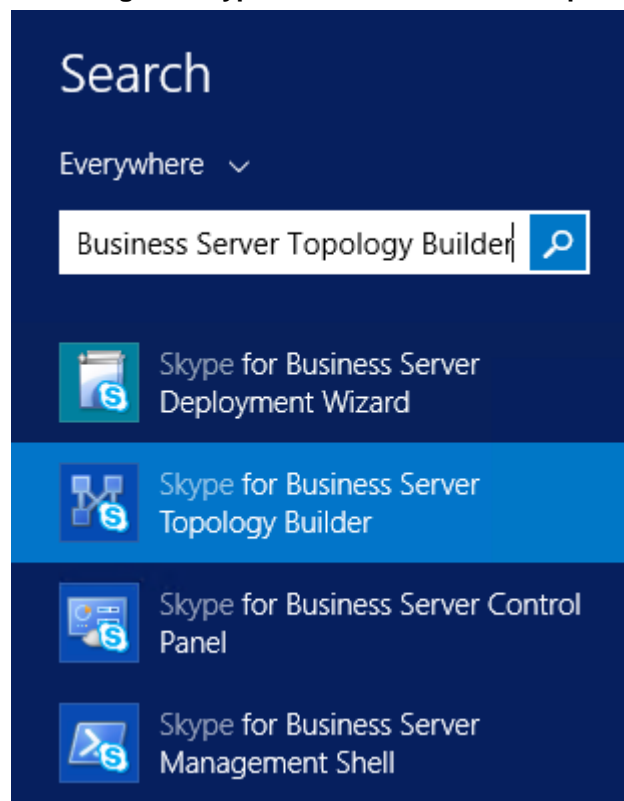 Search
Everywhere
Business Server Topology Builder
Skype for Business Server
Deployment Wizard
Skype for Business Server
Topology Builder
Skype for Business Server Control
Panel
Skype for Business Server
Management Shell